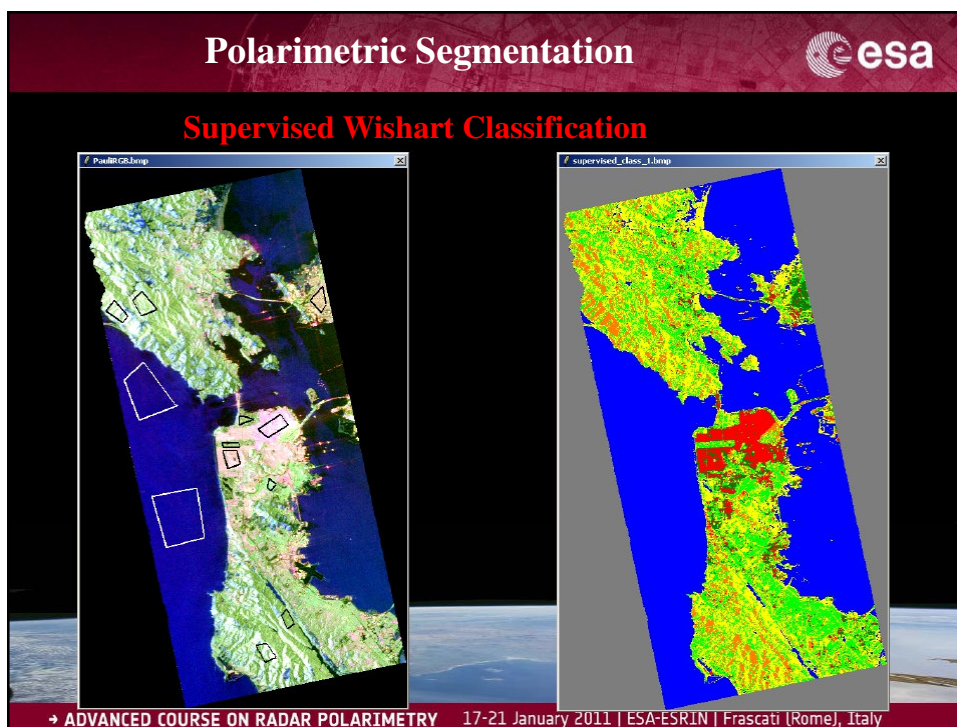 Polarimetric Segmentation
esa
Supervised Wishart Classification
PauliRGB.bmp
supervised_class_1.bmp
→ ADVANCED COURSE ON RADAR POLARIMETRY 17-21 January 2011 | ESA-ESRIN | Frascati (Rome), Italy